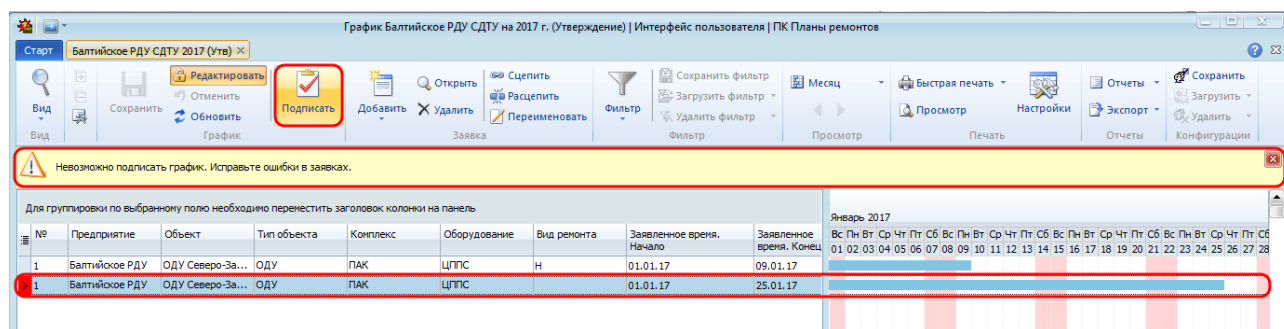 График Балтийское РДУ СДТУ на 2017 г. (Утверждение) | Интерфейс пользователя | ПК Планы ремонтов
Старт Балтийское РДУ СДТУ 2017 (Утв)
Вид Сохранить Редактировать Отменить Обновить Подписать Добавить Открыть Удалить Сцепить Расцепить Переименовать Фильтр Сохранить фильтр Загрузить фильтр Удалить фильтр Месяц Быстрая печать Просмотр Настройки Отчеты Экспорт Сохранить Загрузить Удалить
Вид График Заявка Фильтр Просмотр Печать Отчеты Конфигурации
Невозможно подписать график. Исправьте ошибки в заявках.
Для группировки по выбранному полю необходимо переместить заголовок колонки на панель
Январь 2017
№ Предприятие Объект Тип объекта Комплекс Оборудование Вид ремонта Заявленное время. Начало Заявленное время. Конец
Вс Пн Вт Ср Чт Пт Сб Вс Пн Вт Ср Чт Пт Сб Вс Пн Вт Ср Чт Пт Сб Вс Пн Вт Ср Чт Пт Сб
01 02 03 04 05 06 07 08 09 10 11 12 13 14 15 16 17 18 19 20 21 22 23 24 25 26 27 28
1 Балтийское РДУ ОДУ Северо-За... ОДУ ПАК ЦППС Н 01.01.17 09.01.17
1 Балтийское РДУ ОДУ Северо-За... ОДУ ПАК ЦППС 01.01.17 25.01.17